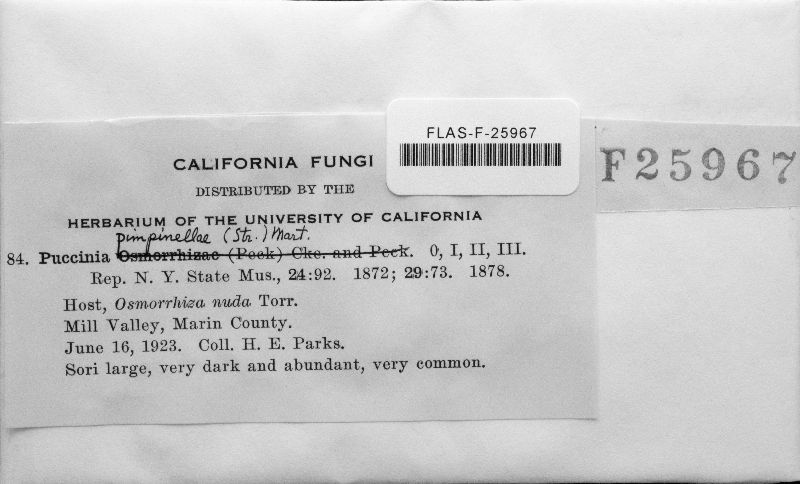 FLAS-F-25967
F25967
CALIFORNIA FUNGI
DISTRIBUTED BY THE
HERBARIUM OF THE UNIVERSITY OF CALIFORNIA
pimpinellae (Str.) Mart.
84. Puccinia Osmorrhizae (Peck) Cke. and Peck. 0, I, II, III.
Rep. N. Y. State Mus., 24:92. 1872; 29:73. 1878.
Host, Osmorrhiza nuda Torr.
Mill Valley, Marin County.
June 16, 1923. Coll. H. E. Parks.
Sori large, very dark and abundant, very common.